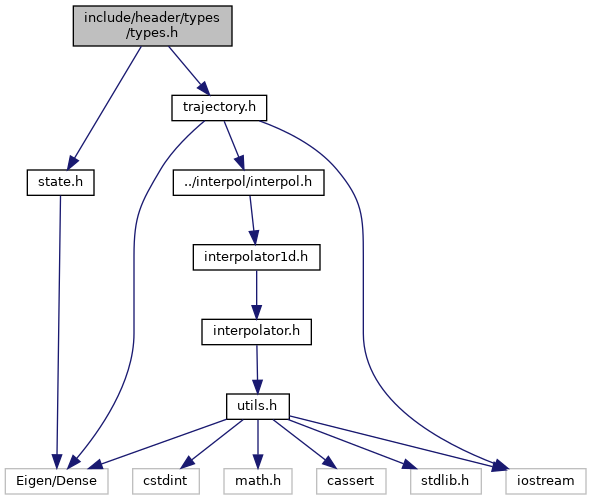 include/header/types
/types.h
trajectory.h
state.h
../interpol/interpol.h
interpolator1d.h
interpolator.h
utils.h
Eigen/Dense
cstdint
math.h
cassert
stdlib.h
iostream